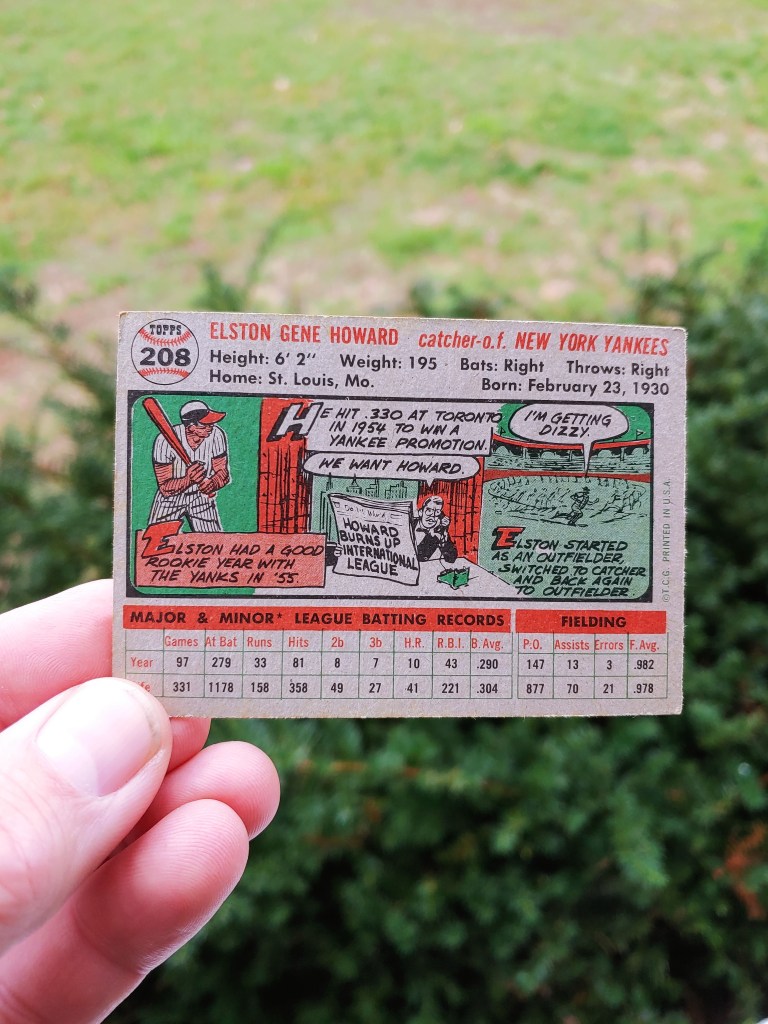 TOPPS
208
ELSTON GENE HOWARD catcher-o.f. NEW YORK YANKEES
Height: 6' 2" Weight: 195 Bats: Right Throws: Right
Home: St. Louis, Mo. Born: February 23, 1930
ELSTON HAD A GOOD
ROOKIE YEAR WITH
THE YANKS IN '55.
HE HIT .330 AT TORONTO
IN 1954 TO WIN A
YANKEE PROMOTION.
WE WANT HOWARD.
HOWARD
BURNS UP
INTERNATIONAL
LEAGUE
I'M GETTING
DIZZY.
ELSTON STARTED
AS AN OUTFIELDER,
SWITCHED TO CATCHER
AND BACK AGAIN
TO OUTFIELDER.
©T.C.G. PRINTED IN U.S.A.
MAJOR & MINOR* LEAGUE BATTING RECORDS FIELDING
Games At Bat Runs Hits 2b 3b H.R. R.B.I. B.Avg. P.O. Assists Errors F.Avg.
Year 97 279 33 81 8 7 10 43 .290 147 13 3 .982
331 1178 158 358 49 27 41 221 .304 877 70 21 .978